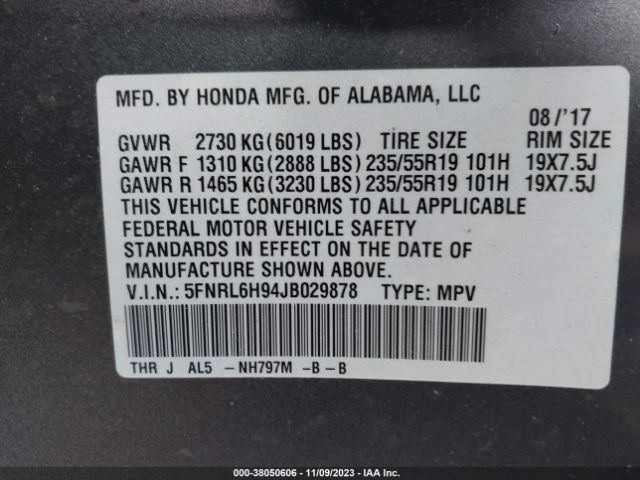 MFD. BY HONDA MFG. OF ALABAMA, LLC
08/'17
GVWR 2730 KG(6019 LBS) TIRE SIZE RIM SIZE
GAWR F 1310 KG(2888 LBS) 235/55R19 101H 19X7.5J
GAWR R 1465 KG(3230 LBS) 235/55R19 101H 19X7.5J
THIS VEHICLE CONFORMS TO ALL APPLICABLE
FEDERAL MOTOR VEHICLE SAFETY
STANDARDS IN EFFECT ON THE DATE OF
MANUFACTURE SHOWN ABOVE.
V.I.N.: 5FNRL6H94JB029878 TYPE: MPV
THR J AL5 -NH797M -B-B
000-38050606 - 11/09/2023 - IAA Inc.